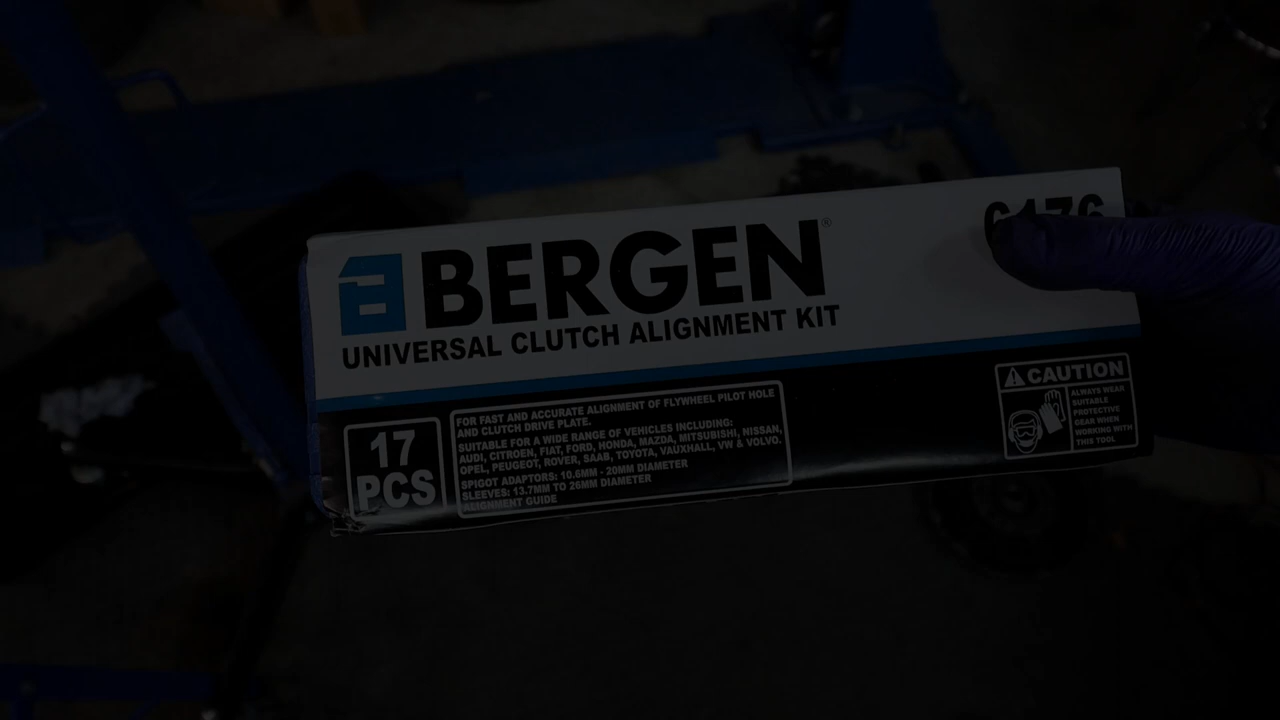 BERGEN®
UNIVERSAL CLUTCH ALIGNMENT KIT
17
PCS
FOR FAST AND ACCURATE ALIGNMENT OF FLYWHEEL PILOT HOLE
AND CLUTCH DRIVE PLATE.
SUITABLE FOR A WIDE RANGE OF VEHICLES INCLUDING:
AUDI, CITROEN, FIAT, FORD, HONDA, MAZDA, MITSUBISHI, NISSAN,
OPEL, PEUGEOT, ROVER, SAAB, TOYOTA, VAUXHALL, VW & VOLVO.
SPIGOT ADAPTORS: 10.6MM - 20MM DIAMETER
SLEEVES: 13.7MM TO 26MM DIAMETER
ALIGNMENT GUIDE
CAUTION
ALWAYS WEAR
SUITABLE
PROTECTIVE
GEAR WHEN
WORKING WITH
THIS TOOL